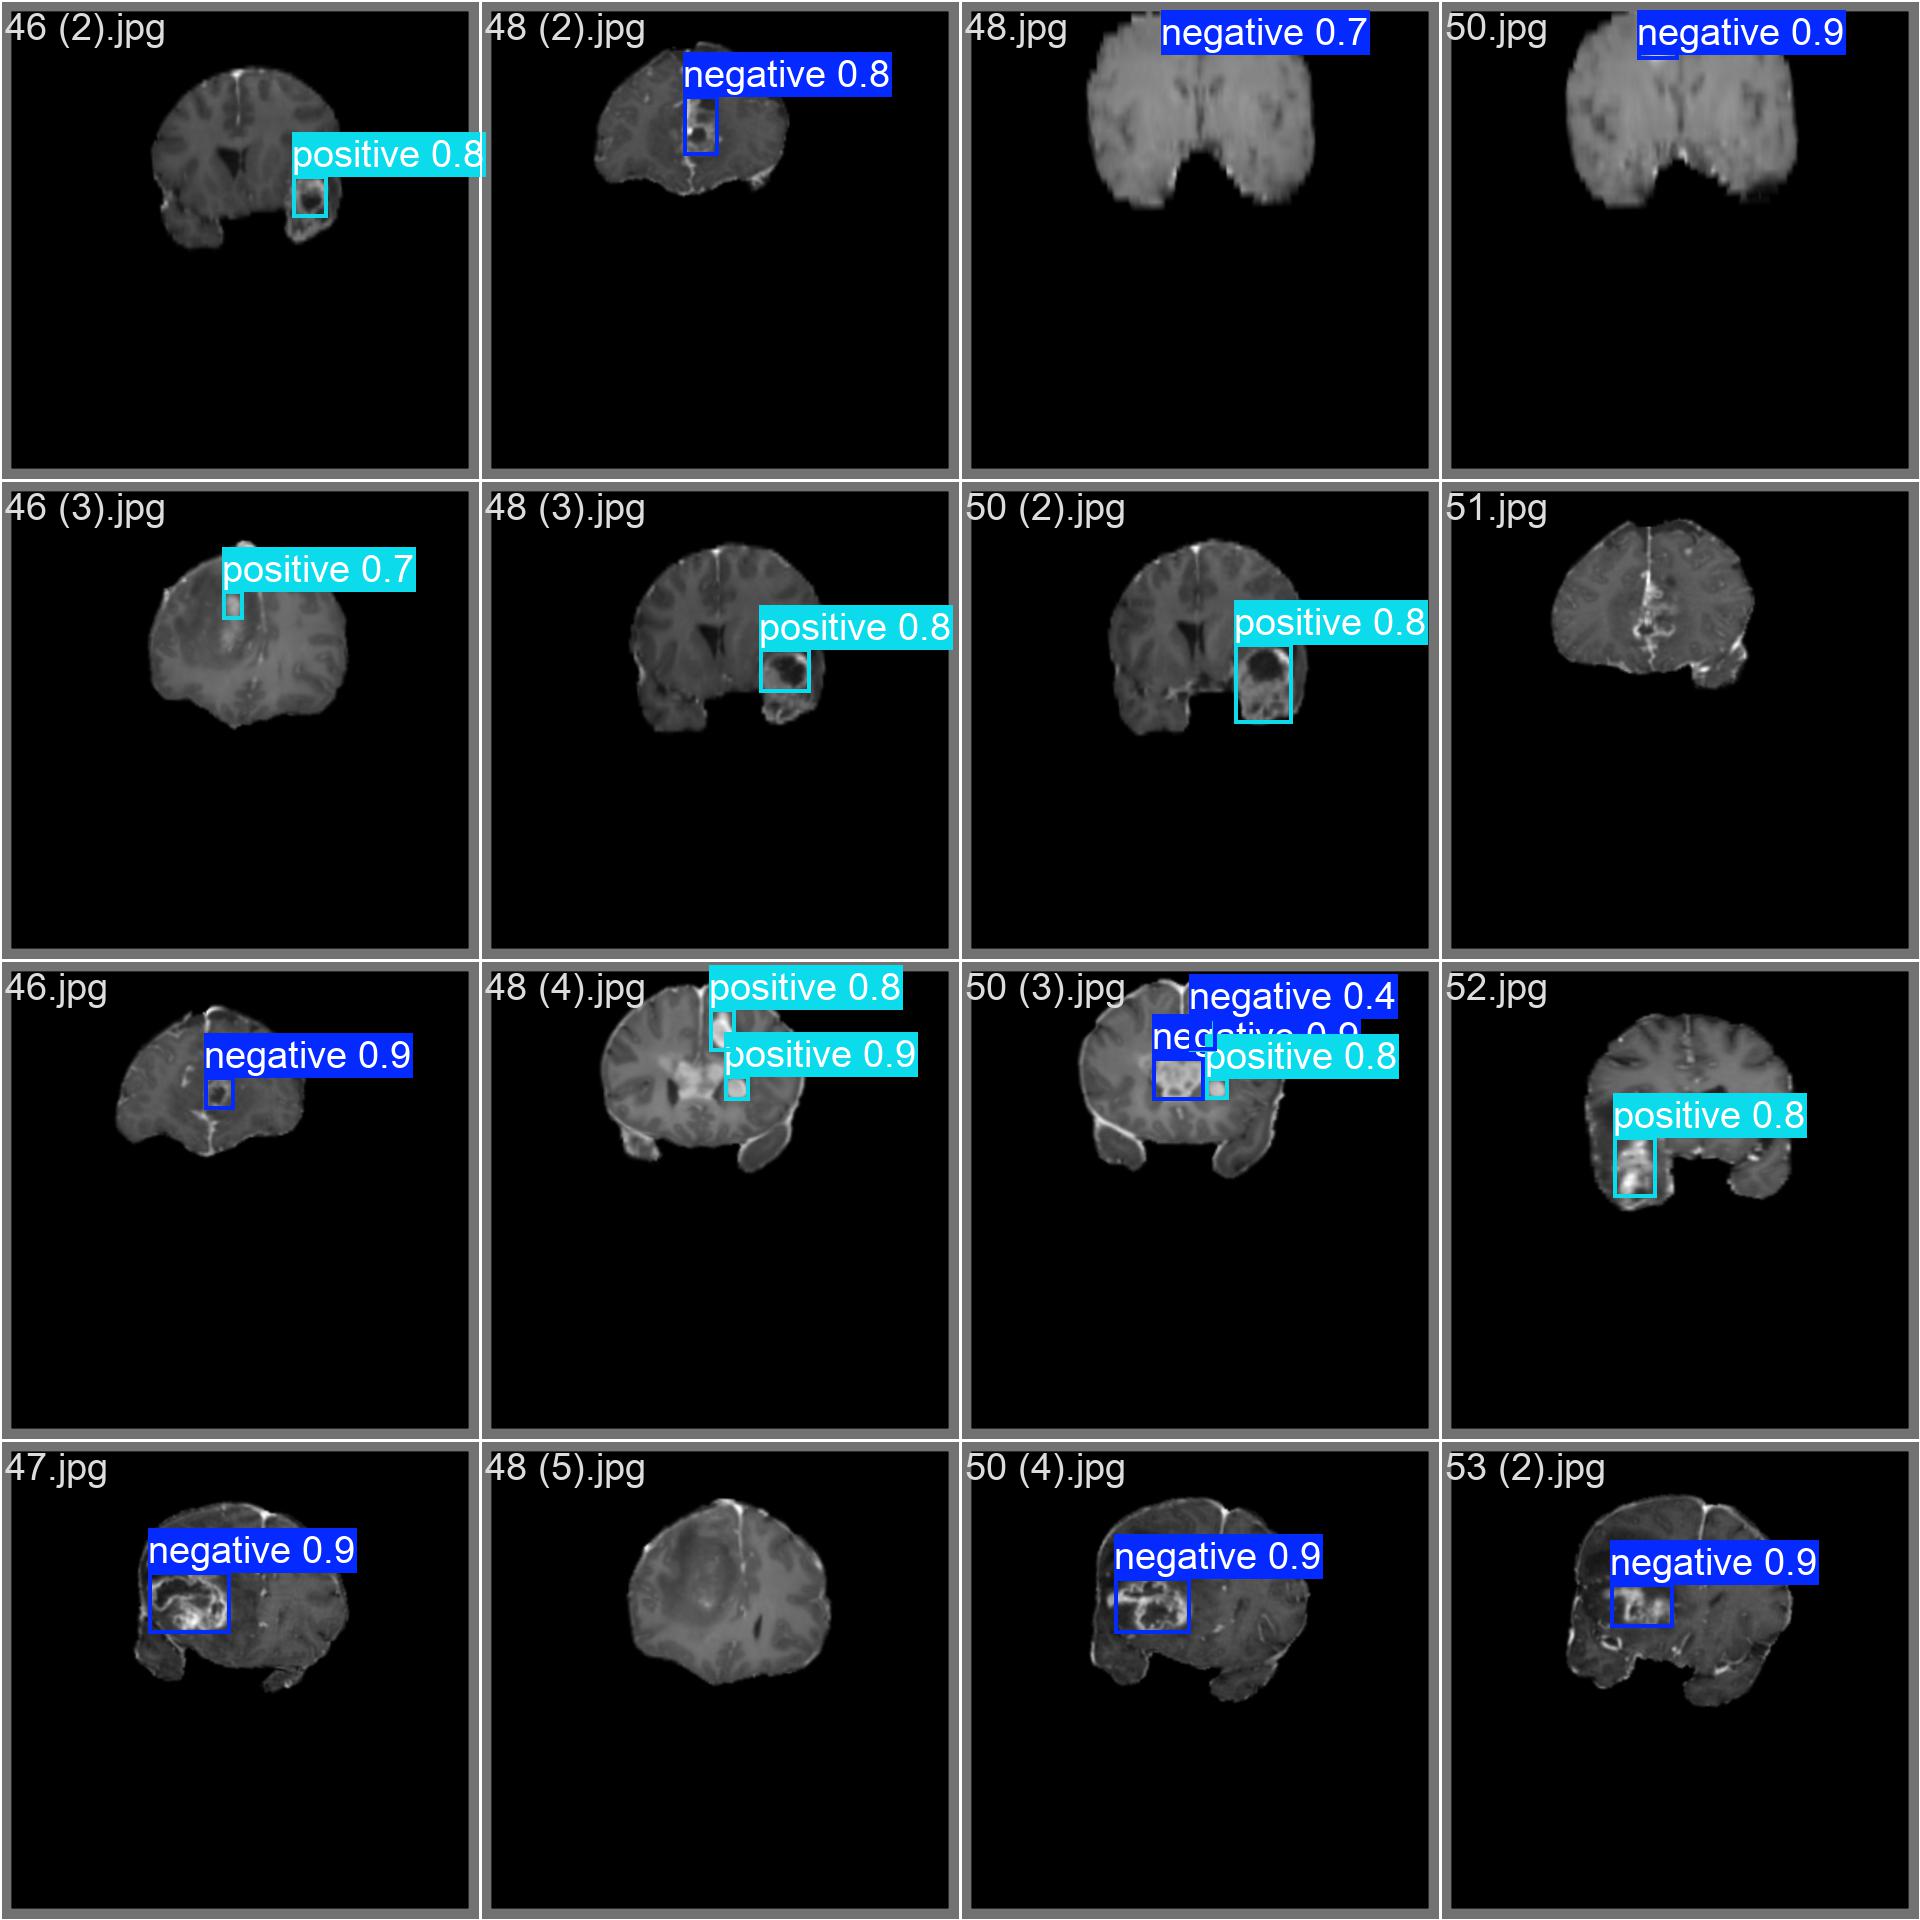 46 (2).jpg
positive 0.8
48 (2).jpg
negative 0.8
48.jpg
negative 0.7
50.jpg
negative 0.9
46 (3).jpg
positive 0.7
48 (3).jpg
positive 0.8
50 (2).jpg
positive 0.8
51.jpg
46.jpg
negative 0.9
48 (4).jpg
positive 0.8
positive 0.9
50 (3).jpg
negative 0.4
negative 0.9
positive 0.8
52.jpg
positive 0.8
47.jpg
negative 0.9
48 (5).jpg
50 (4).jpg
negative 0.9
53 (2).jpg
negative 0.9